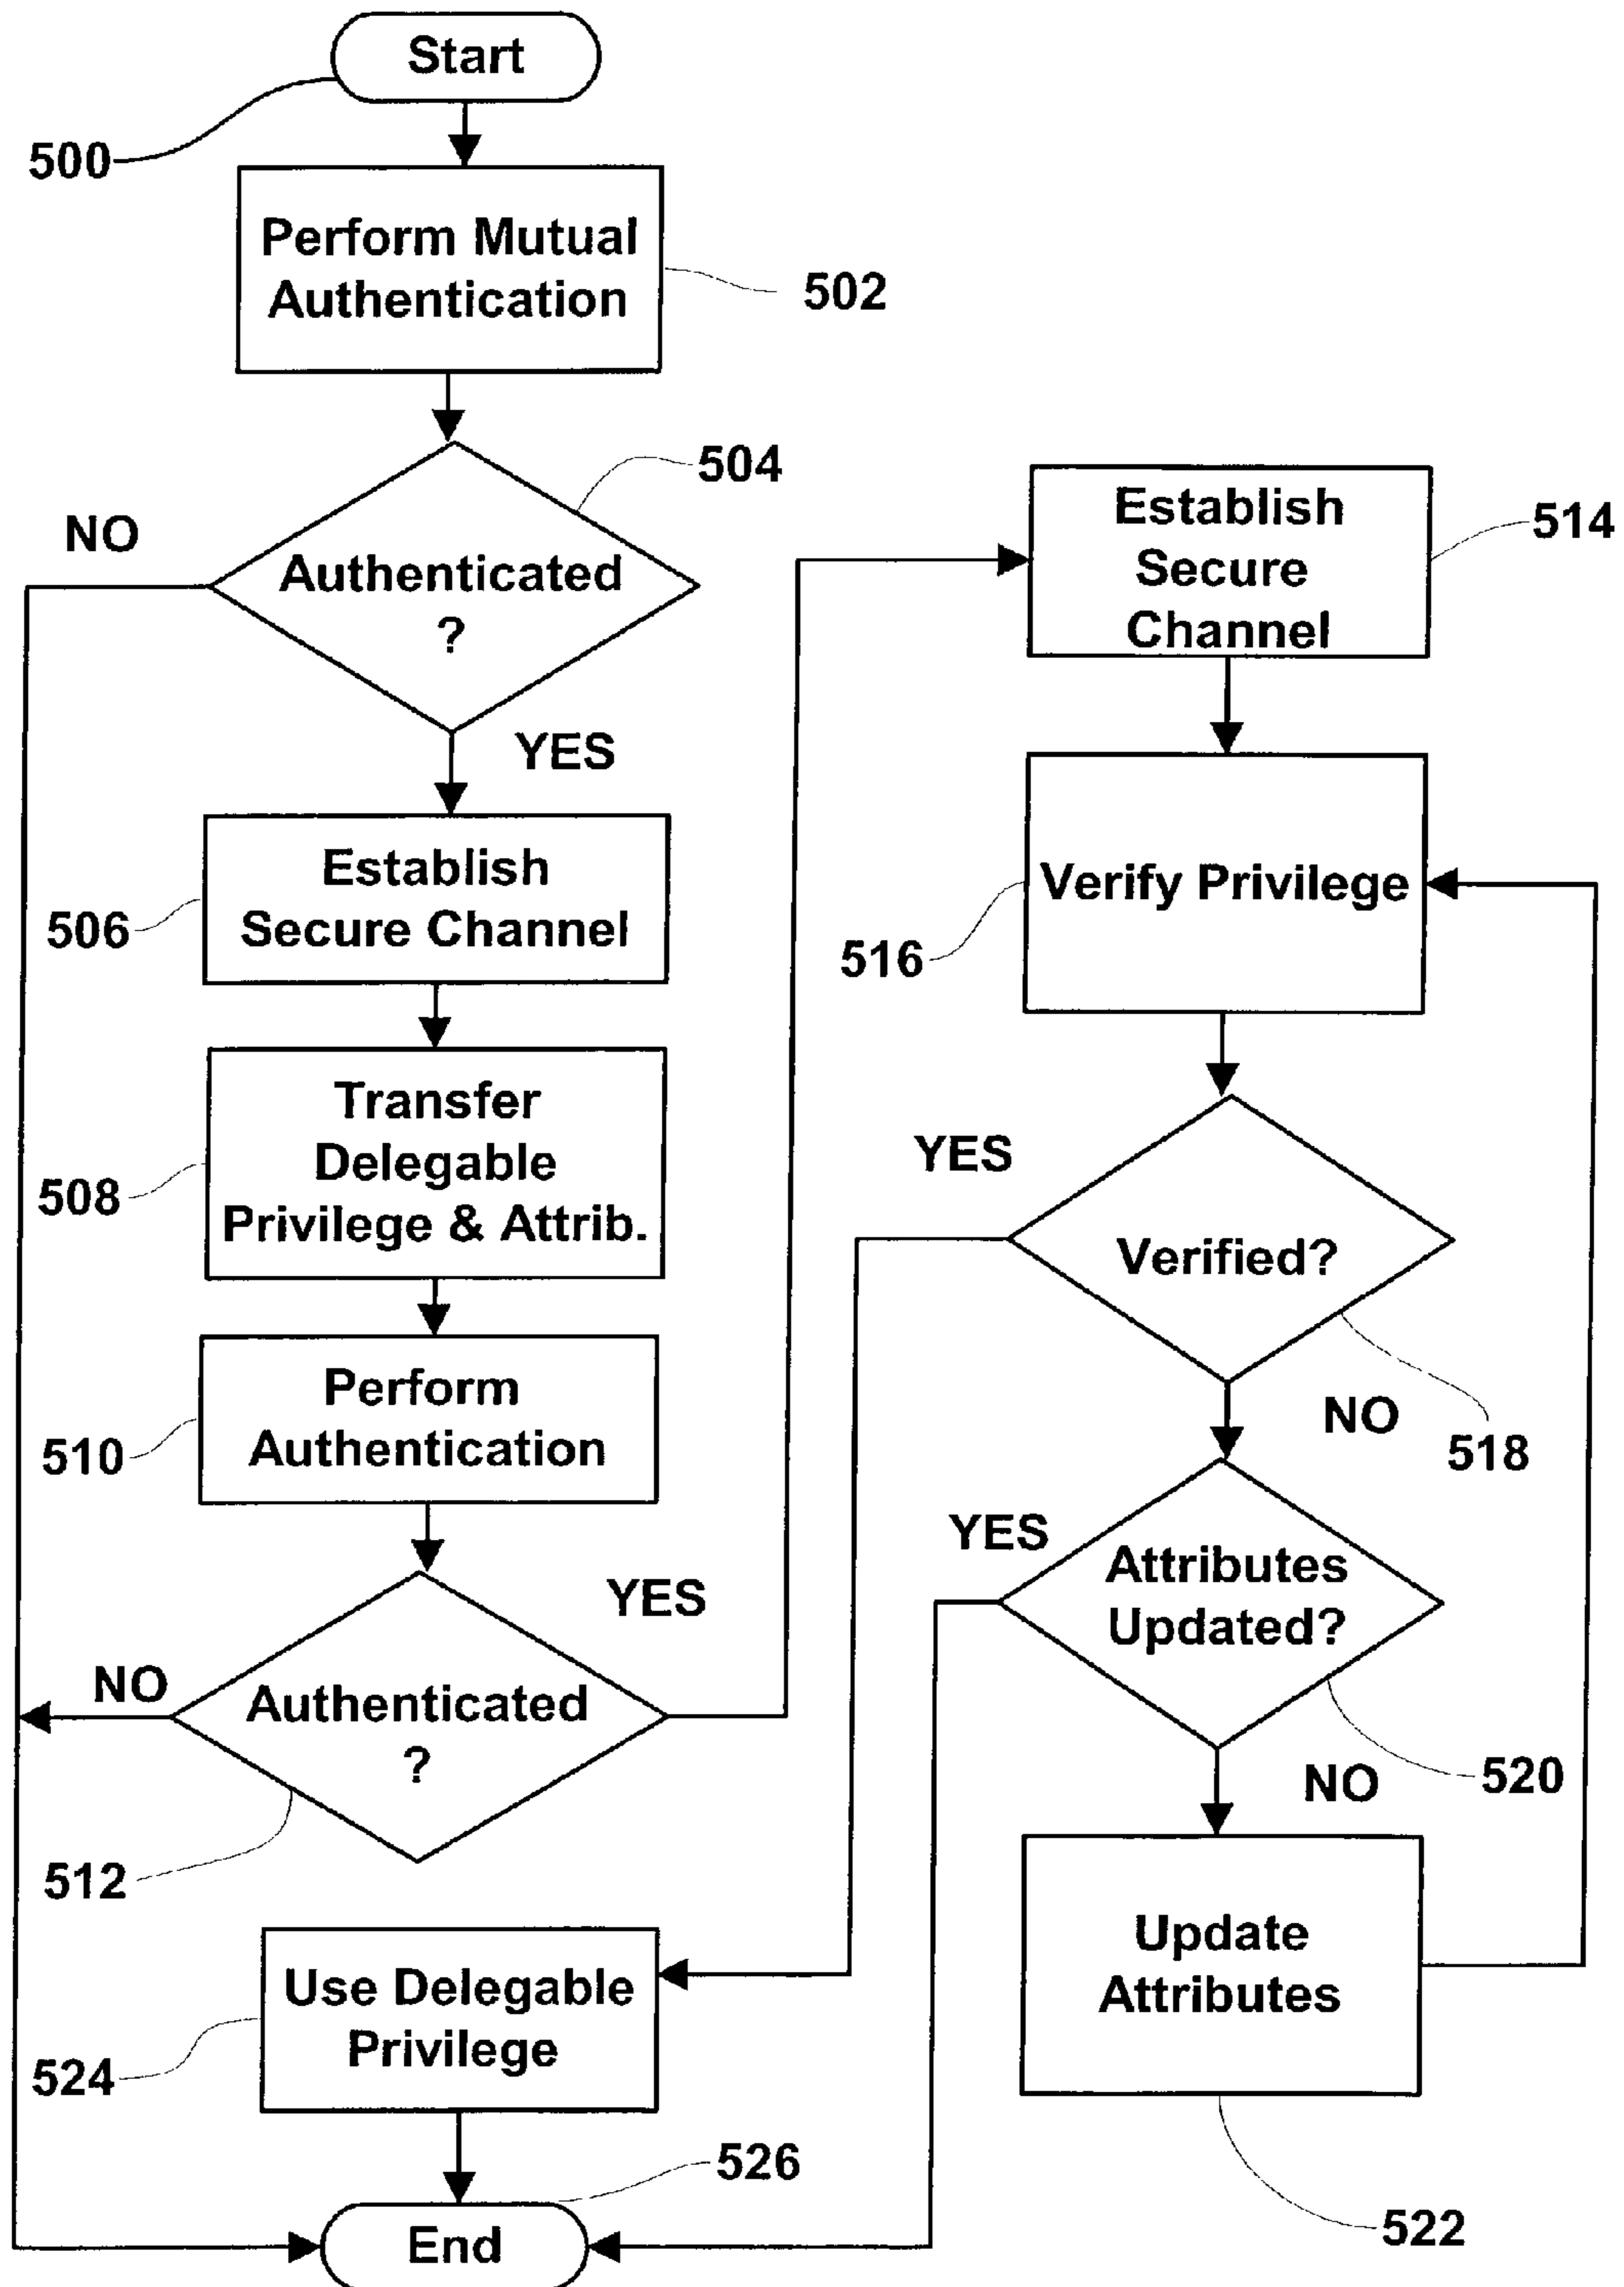 Start
500
Perform Mutual
Authentication
502
504
NO
Authenticated
?
YES
Establish
Secure Channel
506
Transfer
Delegable
Privilege & Attrib.
508
Perform
Authentication
510
YES
NO
Authenticated
?
512
Establish
Secure
Channel
514
Verify Privilege
516
YES
Verified?
NO
518
YES
Attributes
Updated?
NO
520
Update
Attributes
522
Use Delegable
Privilege
524
526
End